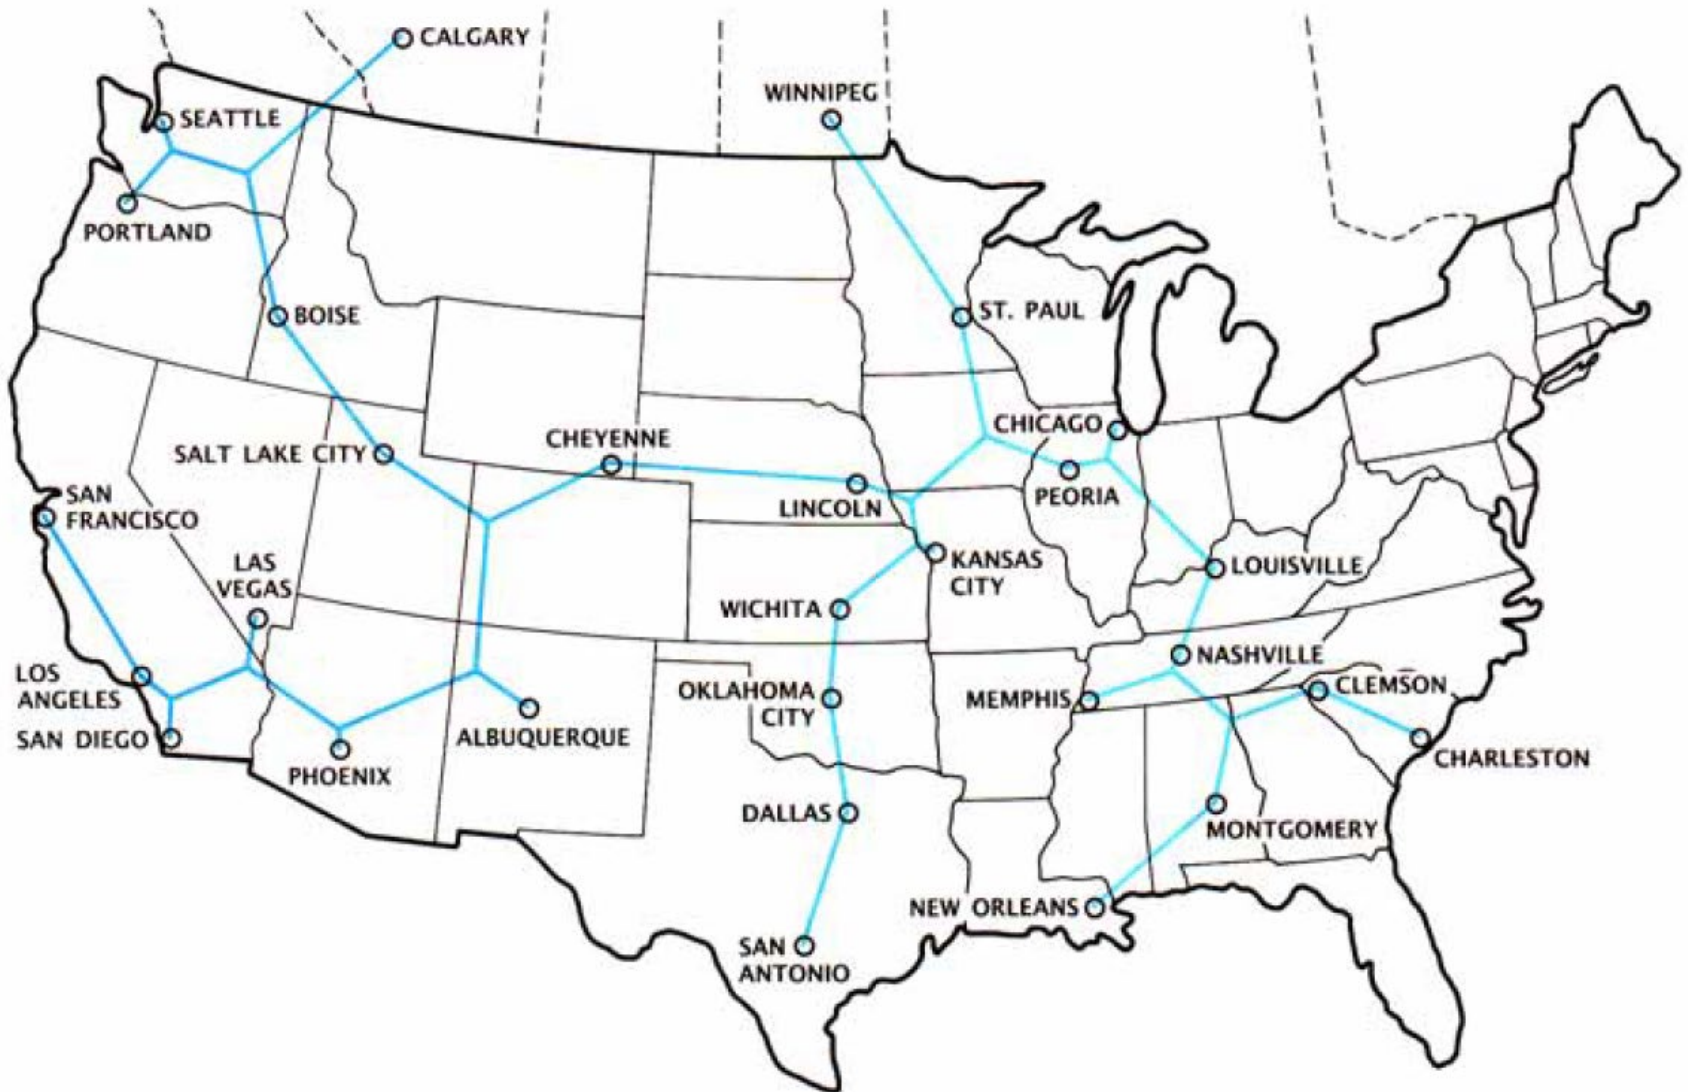 CALGARY
WINNIPEG
SEATTLE
PORTLAND
BOISE
ST. PAUL
CHICAGO
CHEYENNE
SALT LAKE CITY
PEORIA
LINCOLN
SAN
FRANCISCO
LAS
VEGAS
KANSAS
CITY
LOUISVILLE
WICHITA
NASHVILLE
LOS
ANGELES
OKLAHOMA
CITY
MEMPHIS
CLEMSON
SAN DIEGO
ALBUQUERQUE
PHOENIX
CHARLESTON
DALLAS
MONTGOMERY
NEW ORLEANS
SAN
ANTONIO